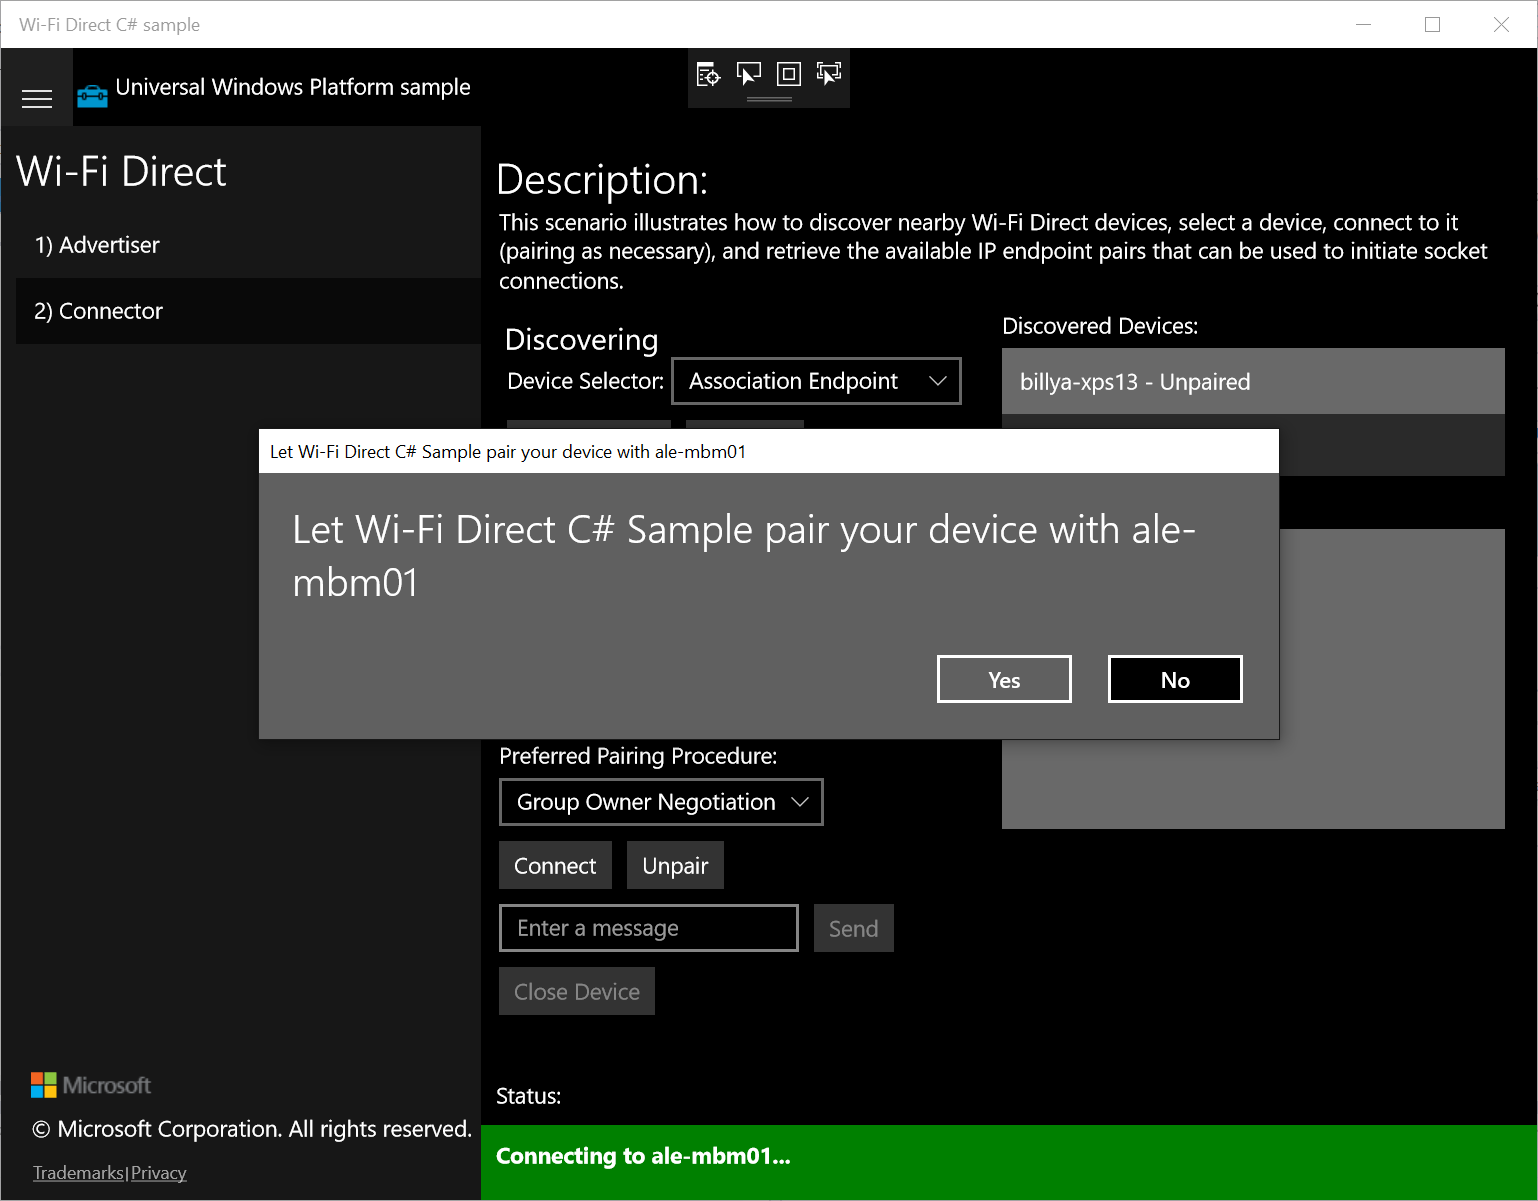 Wi-Fi Direct C# sample
Universal Windows Platform sample
Wi-Fi Direct
1) Advertiser
2) Connector
Description:
This scenario illustrates how to discover nearby Wi-Fi Direct devices, select a device, connect to it
(pairing as necessary), and retrieve the available IP endpoint pairs that can be used to initiate socket
connections.
Discovering
Device Selector: Association Endpoint
Discovered Devices:
billya-xps13 - Unpaired
Let Wi-Fi Direct C# Sample pair your device with ale-mbm01
Let Wi-Fi Direct C# Sample pair your device with ale-
mbm01
Yes No
Preferred Pairing Procedure:
Group Owner Negotiation
Connect Unpair
Enter a message Send
Close Device
Status:
Connecting to ale-mbm01...
Microsoft
© Microsoft Corporation. All rights reserved.
Trademarks|Privacy